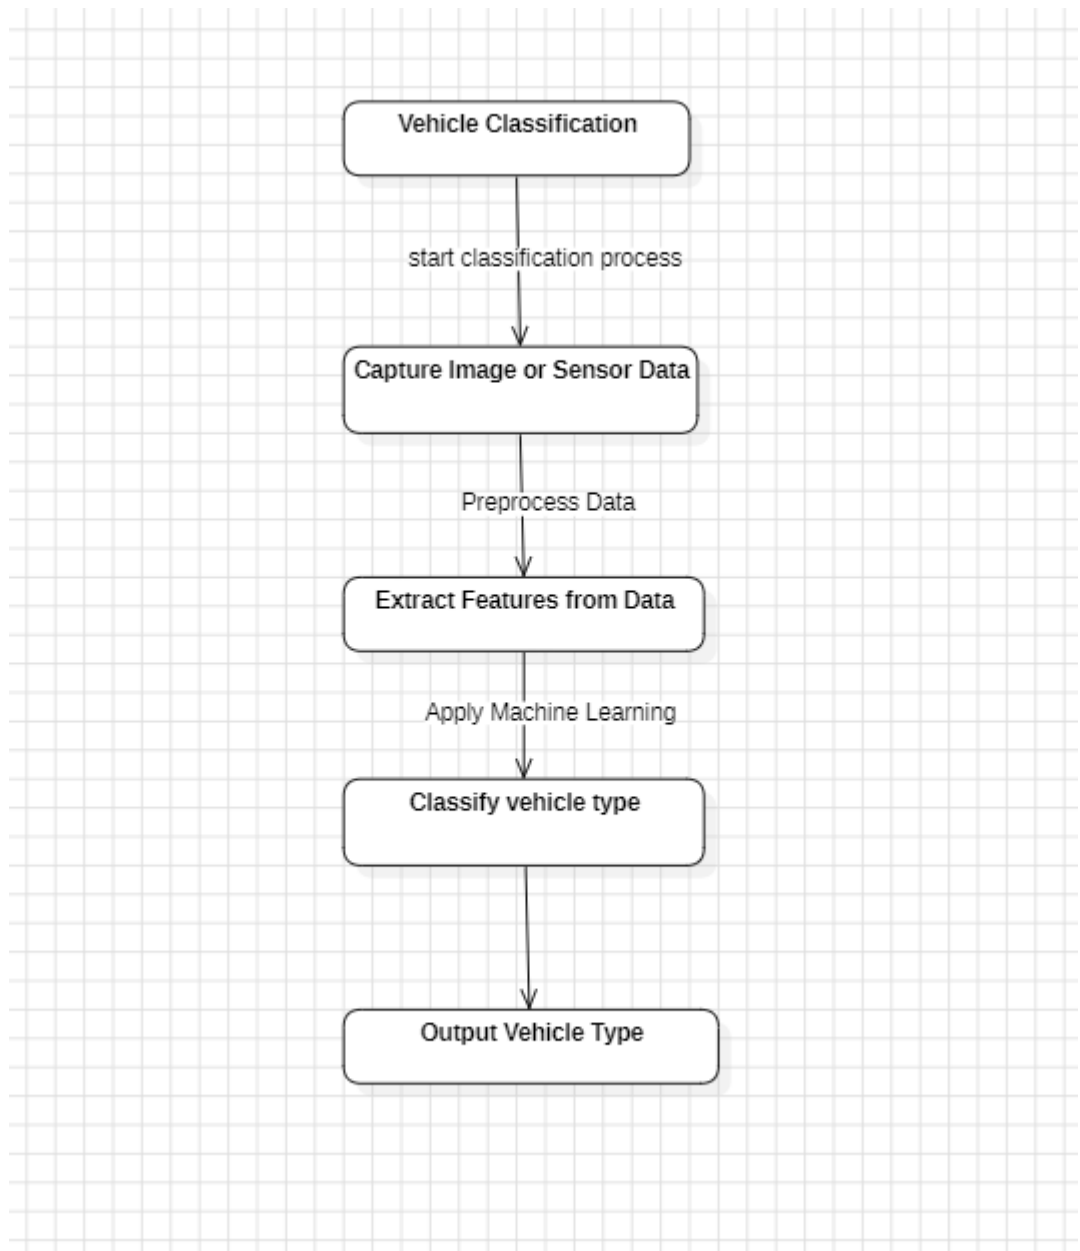 Vehicle Classification
start classification process
Capture Image or Sensor Data
Preprocess Data
Extract Features from Data
Apply Machine Learning
Classify vehicle type
Output Vehicle Type